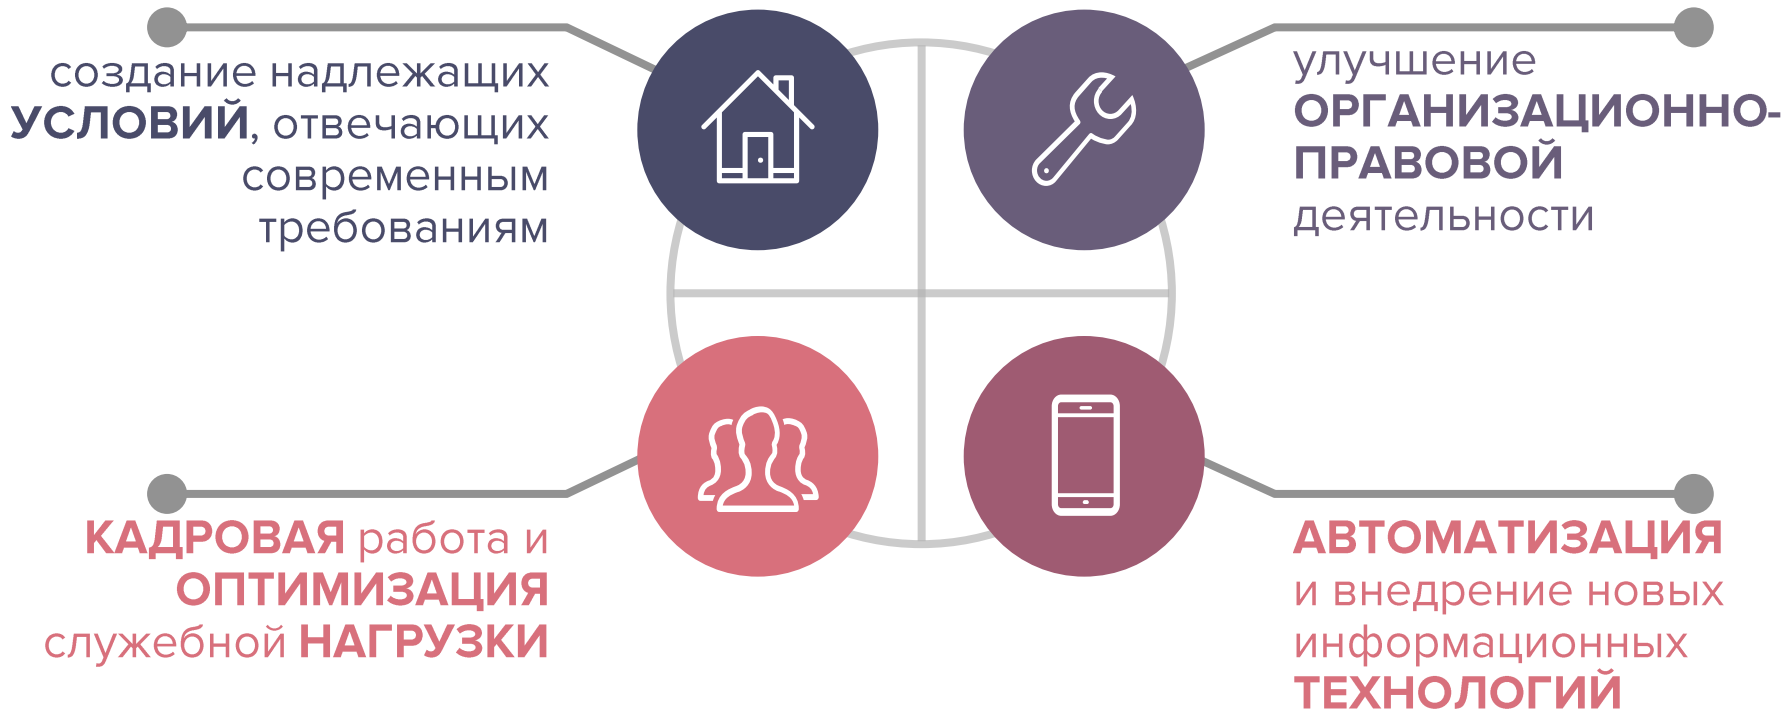 создание надлежащих
УСЛОВИЙ, отвечающих
современным
требованиям
улучшение
ОРГАНИЗАЦИОННО-
ПРАВОВОЙ
деятельности
КАДРОВАЯ работа и
ОПТИМИЗАЦИЯ
служебной НАГРУЗКИ
АВТОМАТИЗАЦИЯ
и внедрение новых
информационных
ТЕХНОЛОГИЙ